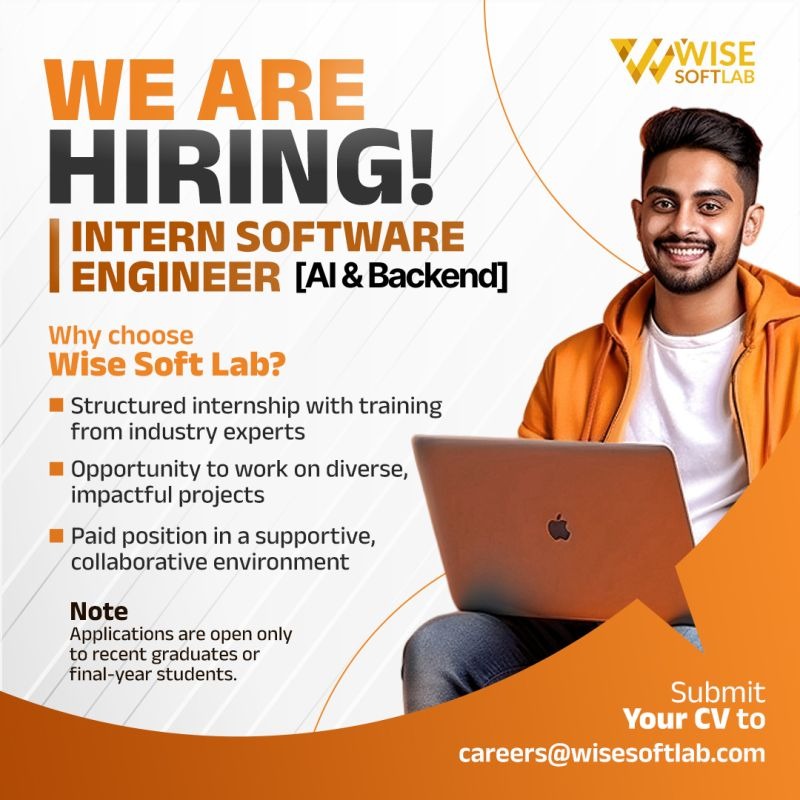 WISE
SOFTLAB
WE ARE
HIRING!
INTERN SOFTWARE
ENGINEER [AI & Backend]
Why choose
Wise Soft Lab?
Structured internship with training
from industry experts
Opportunity to work on diverse,
impactful projects
Paid position in a supportive,
collaborative environment
Note
Applications are open only
to recent graduates or
final-year students.
Submit
Your CV to
careers@wisesoftlab.com